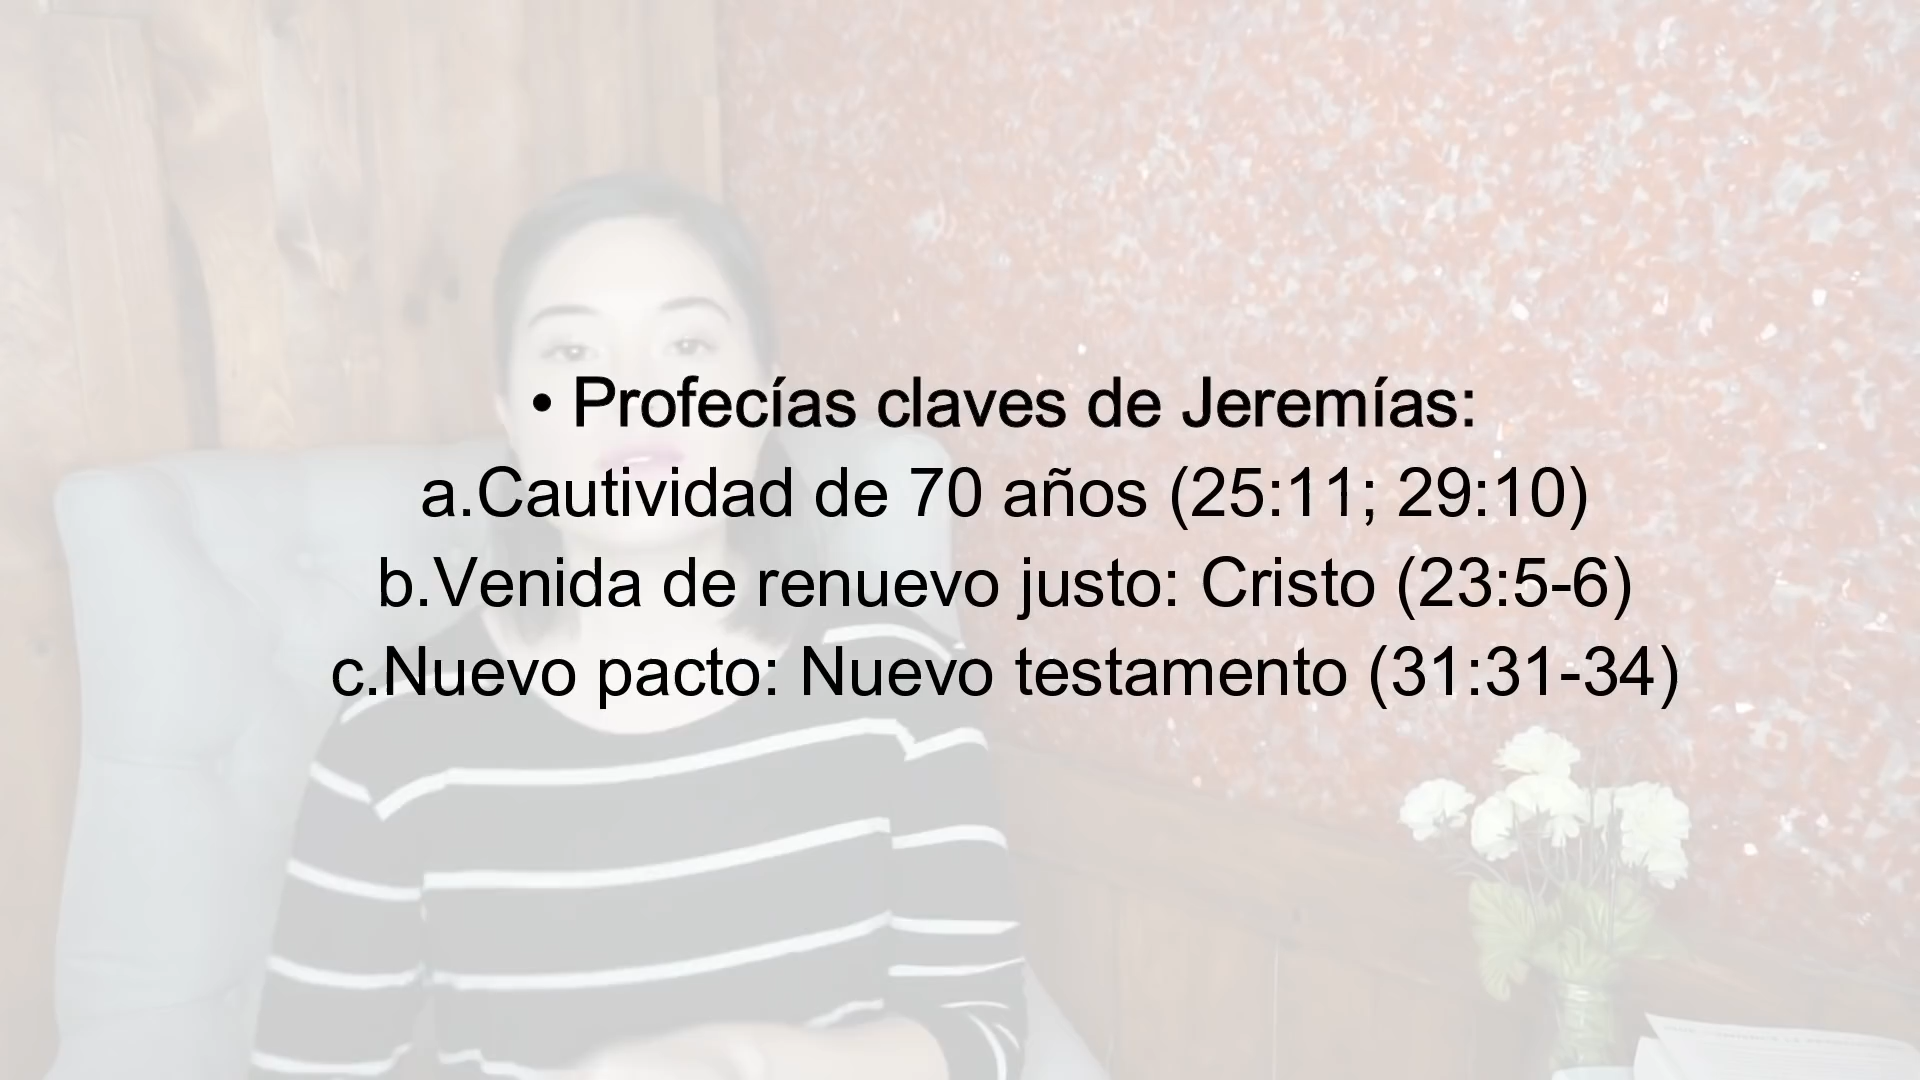 • Profecías claves de Jeremías:
a.Cautividad de 70 años (25:11; 29:10)
b.Venida de renuevo justo: Cristo (23:5-6)
c.Nuevo pacto: Nuevo testamento (31:31-34)